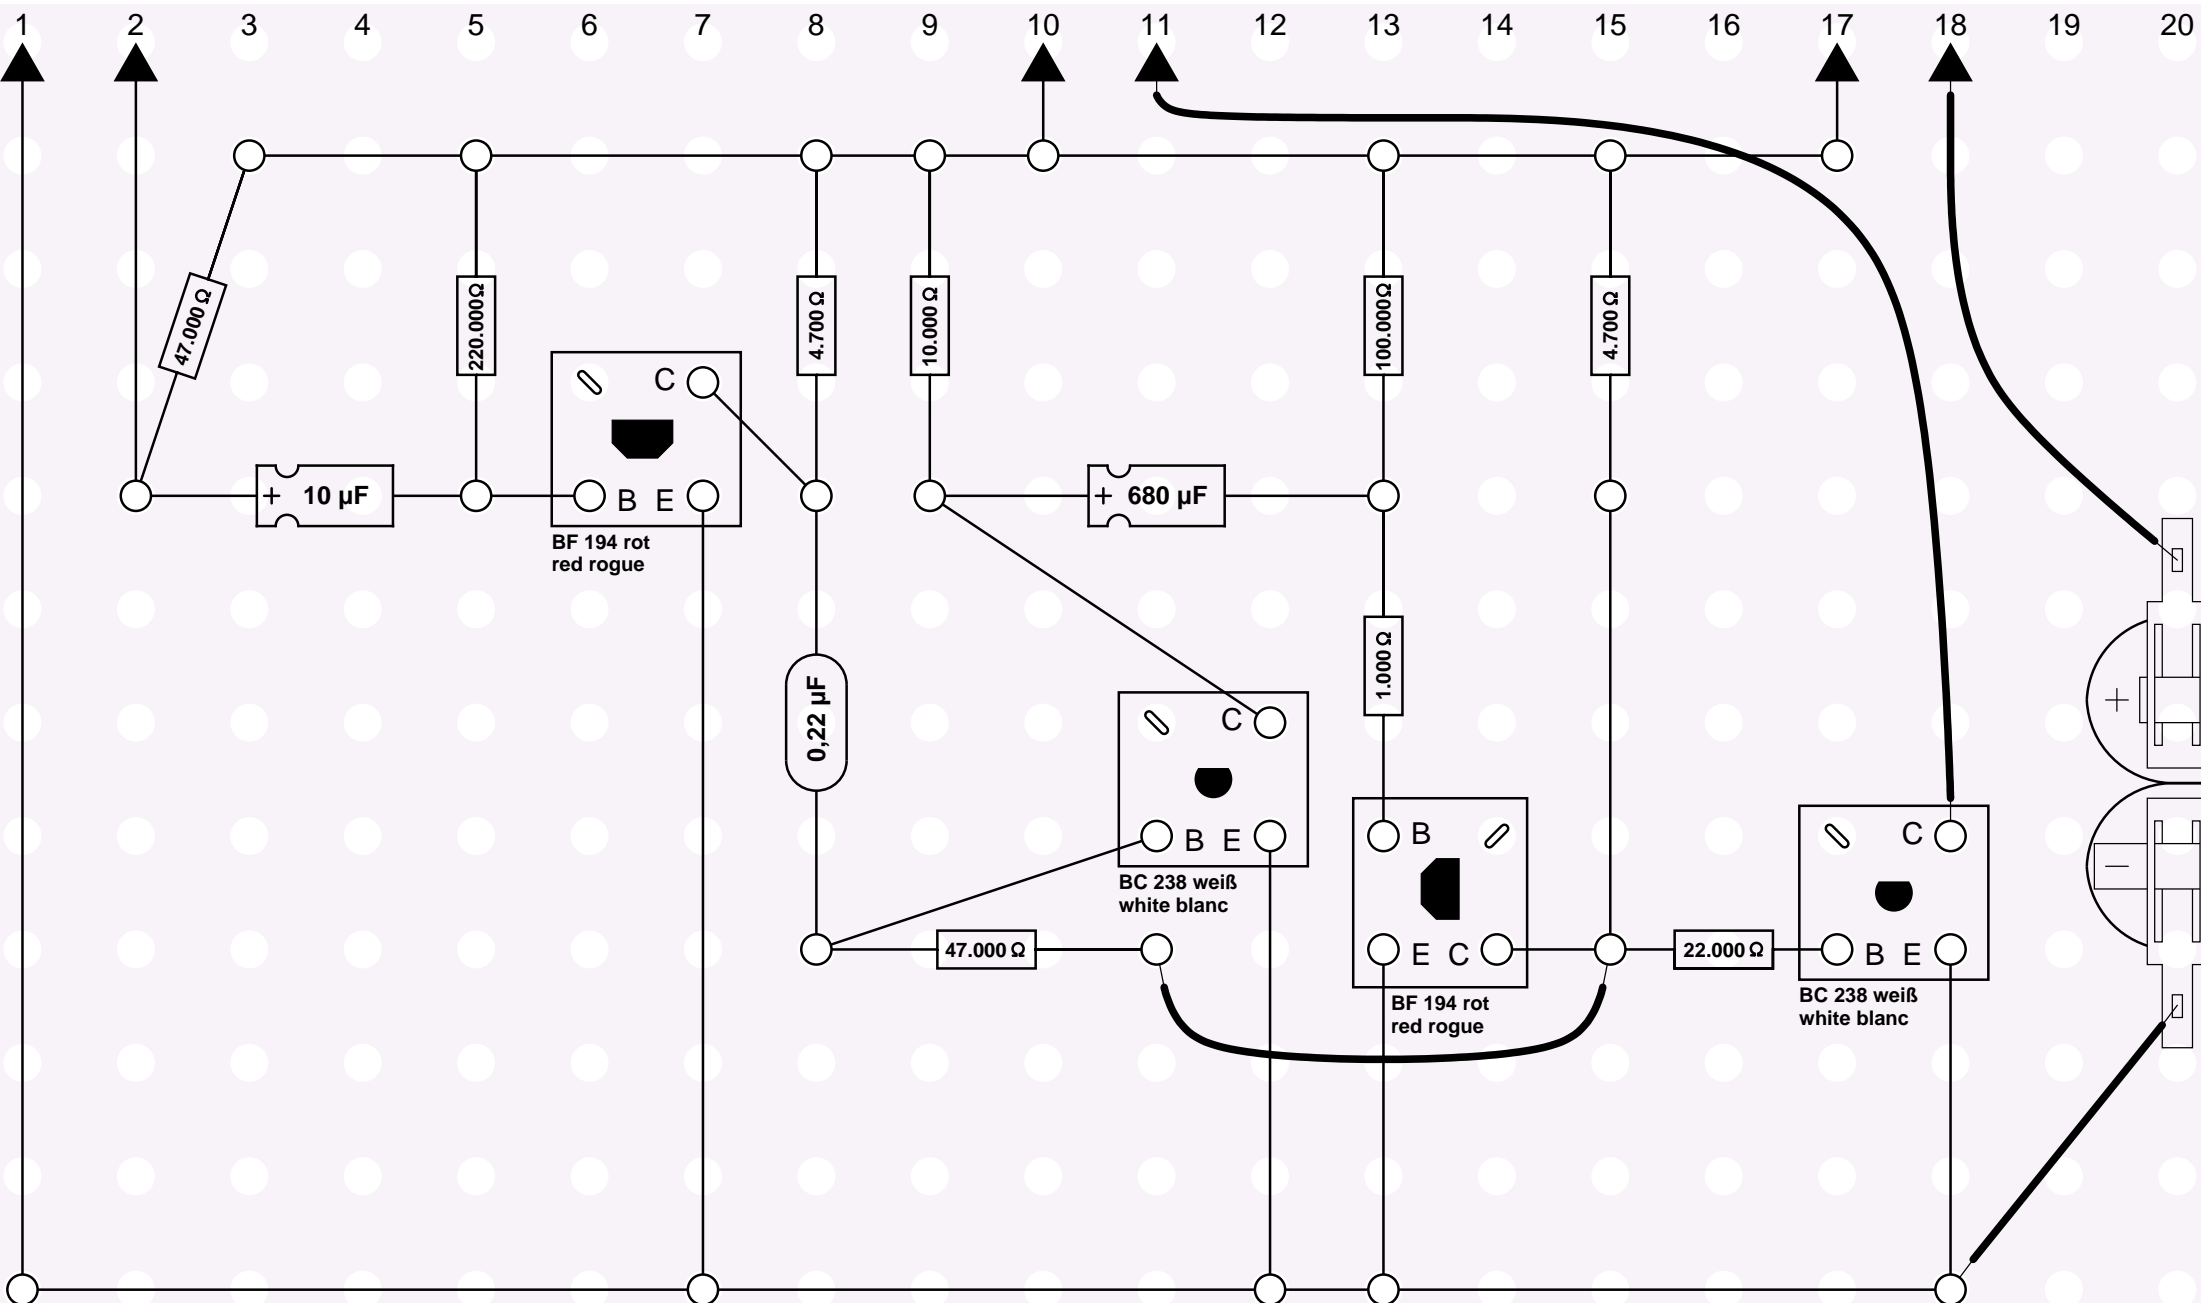 1 2 3 4 5 6 7 8 9 10 11 12 13 14 15 16 17 18 19 20
47.000 Ω
220.000Ω
4.700 Ω
10.000 Ω
100.000Ω
4.700 Ω
C
+ 10 µF
B E
BF 194 rot
red rogue
+ 680 µF
1.000 Ω
0,22 µF
C
B E
BC 238 weiß
white blanc
47.000 Ω
B
E C
BF 194 rot
red rogue
22.000 Ω
C
B E
BC 238 weiß
white blanc
+
−